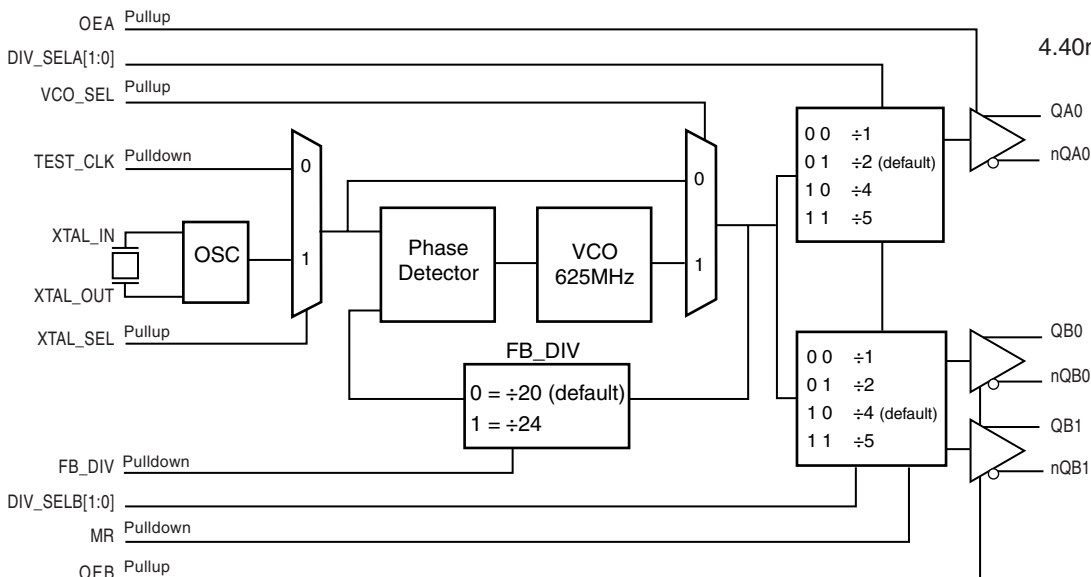 OEA Pullup
4.40
DIV_SELA[1:0]
VCO_SEL Pullup
QA0
nQA0
0 0 ÷1
0 1 ÷2 (default)
1 0 ÷4
1 1 ÷5
TEST_CLK Pulldown
0
1
0
1
XTAL_IN
OSC
XTAL_OUT
Phase
Detector
VCO
625MHz
XTAL_SEL Pullup
FB_DIV
0 = ÷20 (default)
1 = ÷24
0 0 ÷1
0 1 ÷2
1 0 ÷4 (default)
1 1 ÷5
QB0
nQB0
QB1
nQB1
FB_DIV Pulldown
DIV_SELB[1:0]
MR Pulldown
OEB Pullup